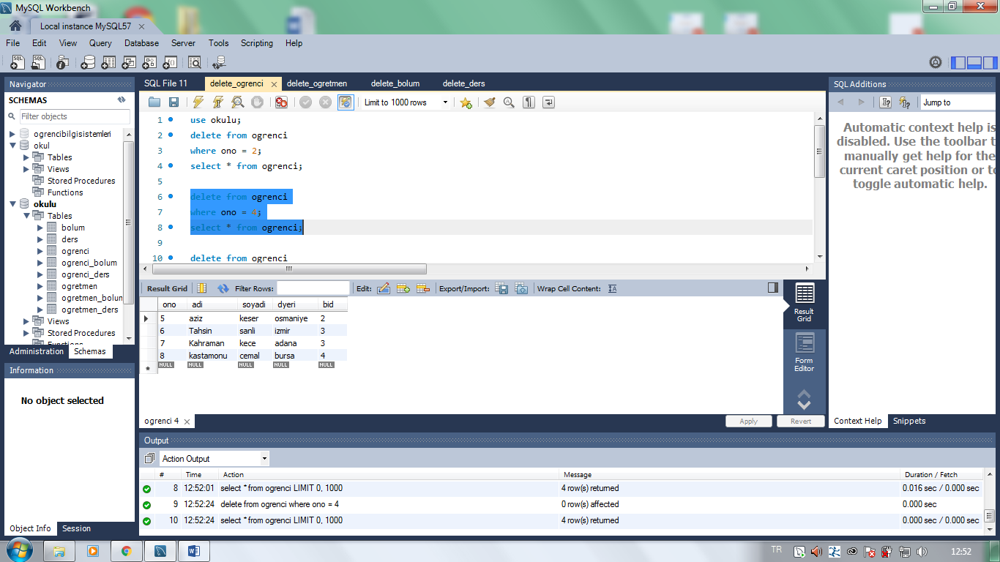 MySQL Workbench
Local instance MySQL57
File Edit View Query Database Server Tools Scripting Help
Navigator
SCHEMAS
Filter objects
ogrencibilgisistemleri
okul
Tables
Views
Stored Procedures
Functions
okulu
Tables
bolum
ders
ogrenci
ogrenci_bolum
ogrenci_ders
ogretmen
ogretmen_bolun
ogretmen_ders
Views
Stored Procedures
Functions
Administration Schemas
Information
No object selected
Object Info Session
SQL File 11 delete_ogrenci delete_ogretmen delete_bolum delete_ders
Limit to 1000 rows
1 use okulu;
2 delete from ogrenci
3 where ono = 2;
4 select * from ogrenci;
5
6 delete from ogrenci
7 where ono = 4;
8 select * from ogrenci;
9
10 delete from ogrenci
Result Grid Filter Rows: Edit: Export/Import: Wrap Cell Content:
ono adi soyadi dyeri bid
5 aziz keser osmaniye 2
6 Tahsin sanli izmir 3
7 Kahraman kece adana 3
8 kastamonu cemal bursa 4
NULL NULL NULL NULL NULL
Result Grid
Form Editor
ogrenci 4
Apply Revert
Output
Action Output
# Time Action Message Duration / Fetch
8 12:52:01 select * from ogrenci LIMIT 0, 1000 4 row(s) returned 0.016 sec / 0.000 sec
9 12:52:24 delete from ogrenci where ono = 4 0 row(s) affected 0.000 sec
10 12:52:24 select * from ogrenci LIMIT 0, 1000 4 row(s) returned 0.000 sec / 0.000 sec
SQL Additions
Jump to
Automatic context help is
disabled. Use the toolbar t
manually get help for the
current caret position or to
toggle automatic help.
Context Help Snippets
TR 12:52